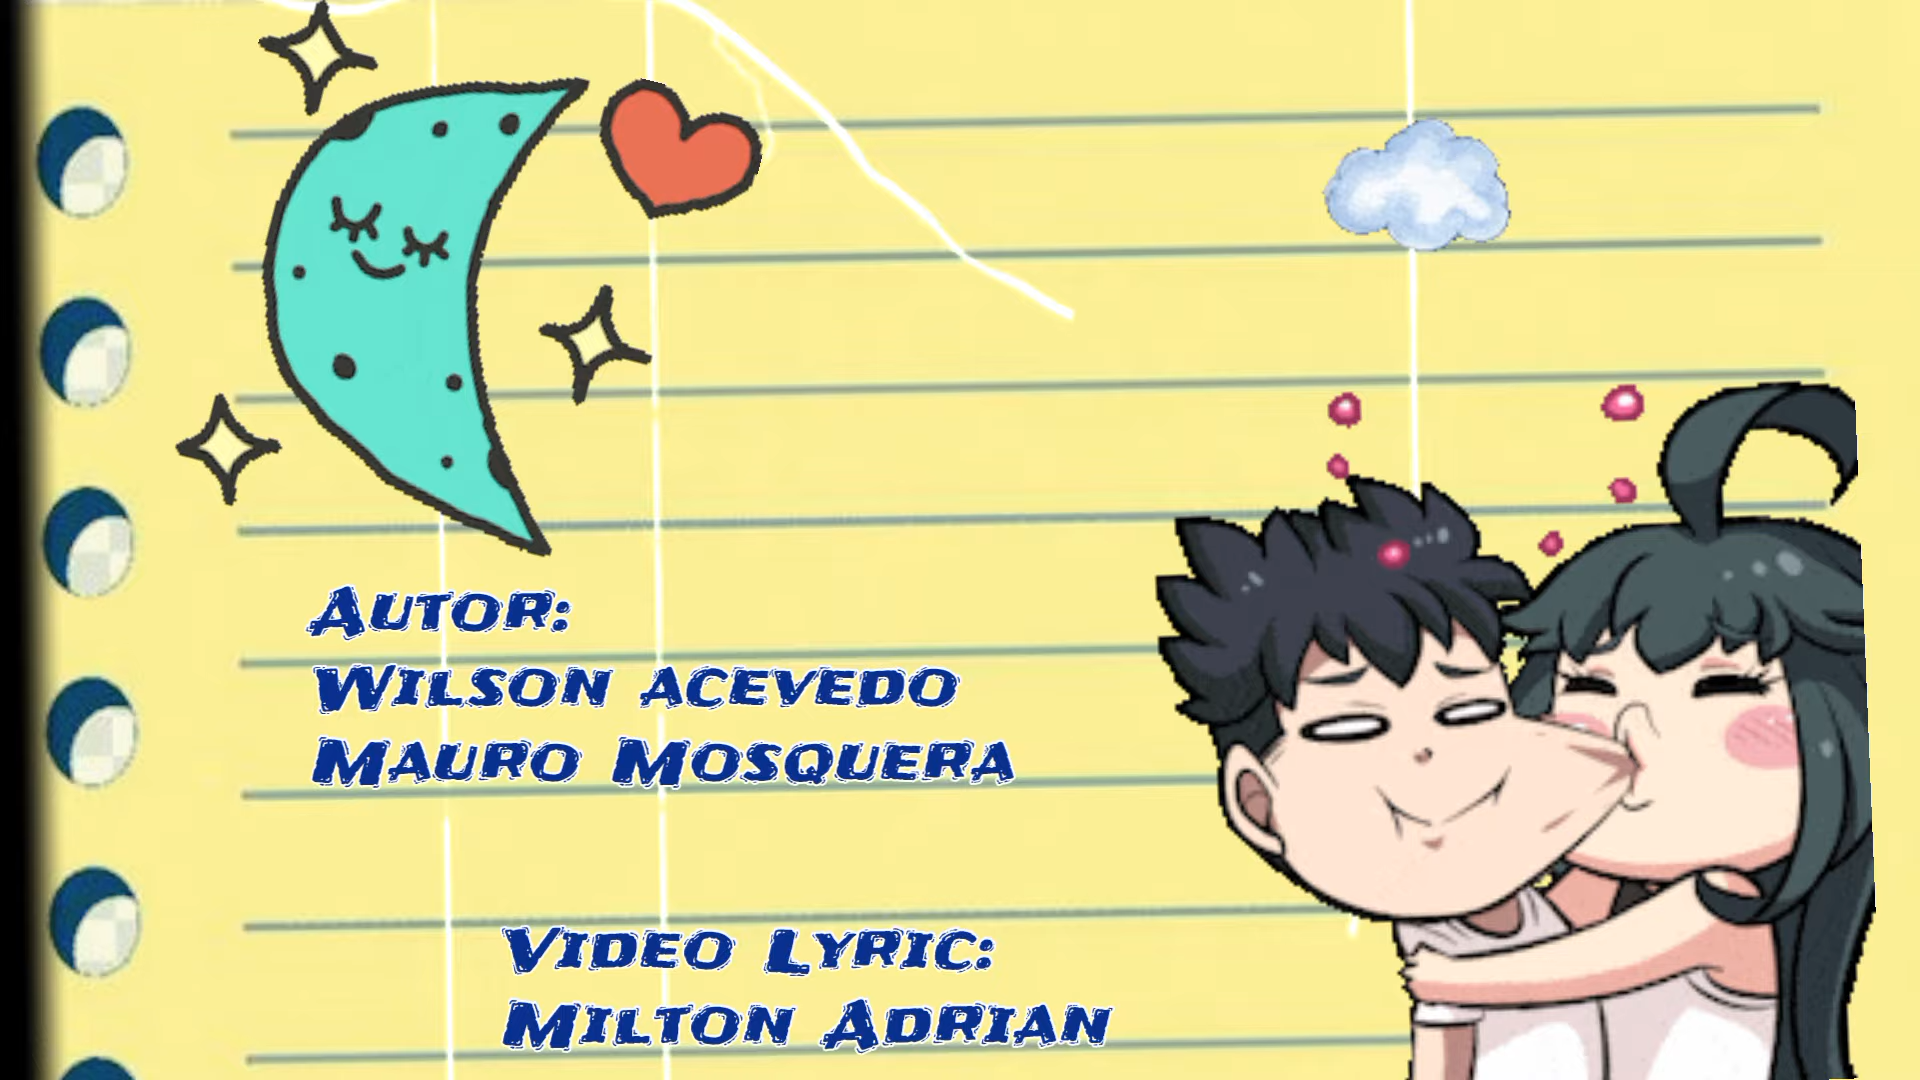 Autor:
Wilson acevedo
Mauro Mosquera
Video Lyric:
Milton Adrian